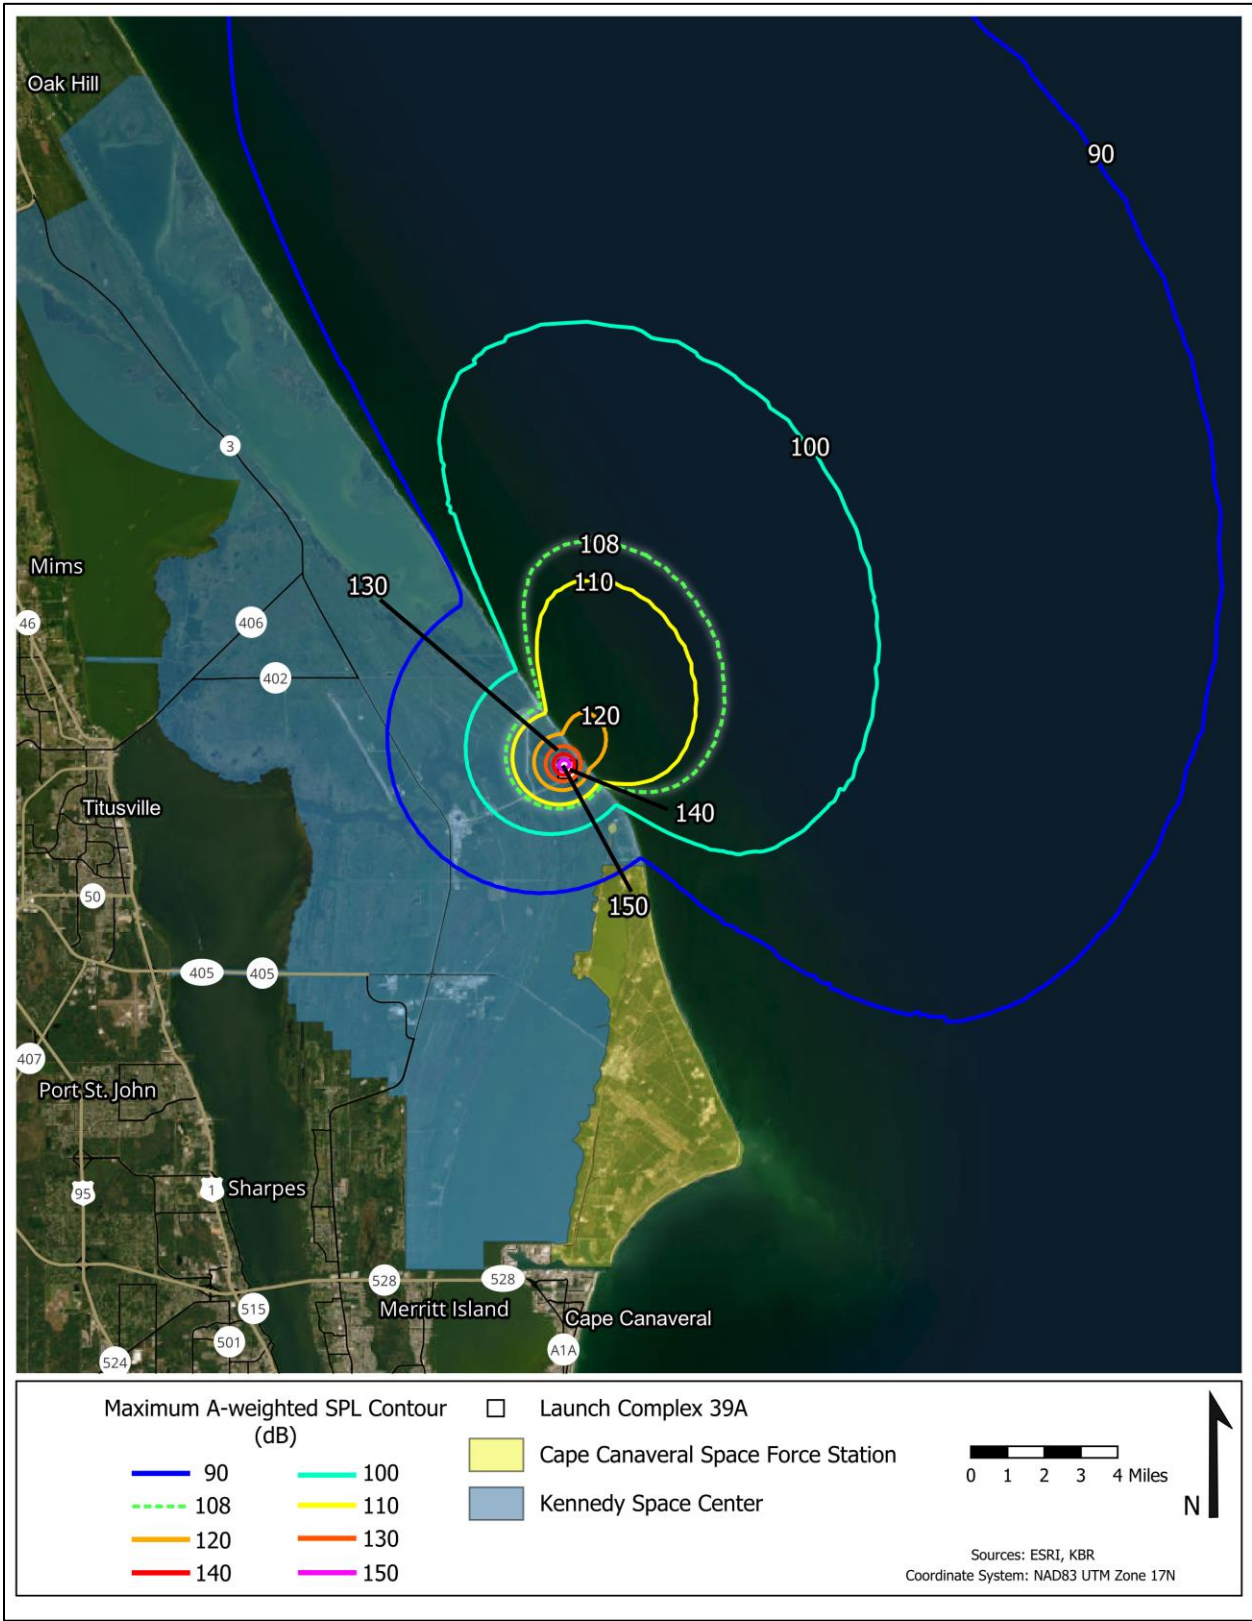 Oak Hill
90
3
100
108
Mims
110
130
46
406
402
120
Titusville
140
50
150
405
405
407
Port St. John
95
1
Sharpes
528
528
515
Merritt Island
Cape Canaveral
501
A1A
524
Maximum A-weighted SPL Contour
(dB)
90
100
108
110
120
130
140
150
Launch Complex 39A
Cape Canaveral Space Force Station
Kennedy Space Center
0 1 2 3 4 Miles
N
Sources: ESRI, KBR
Coordinate System: NAD83 UTM Zone 17N